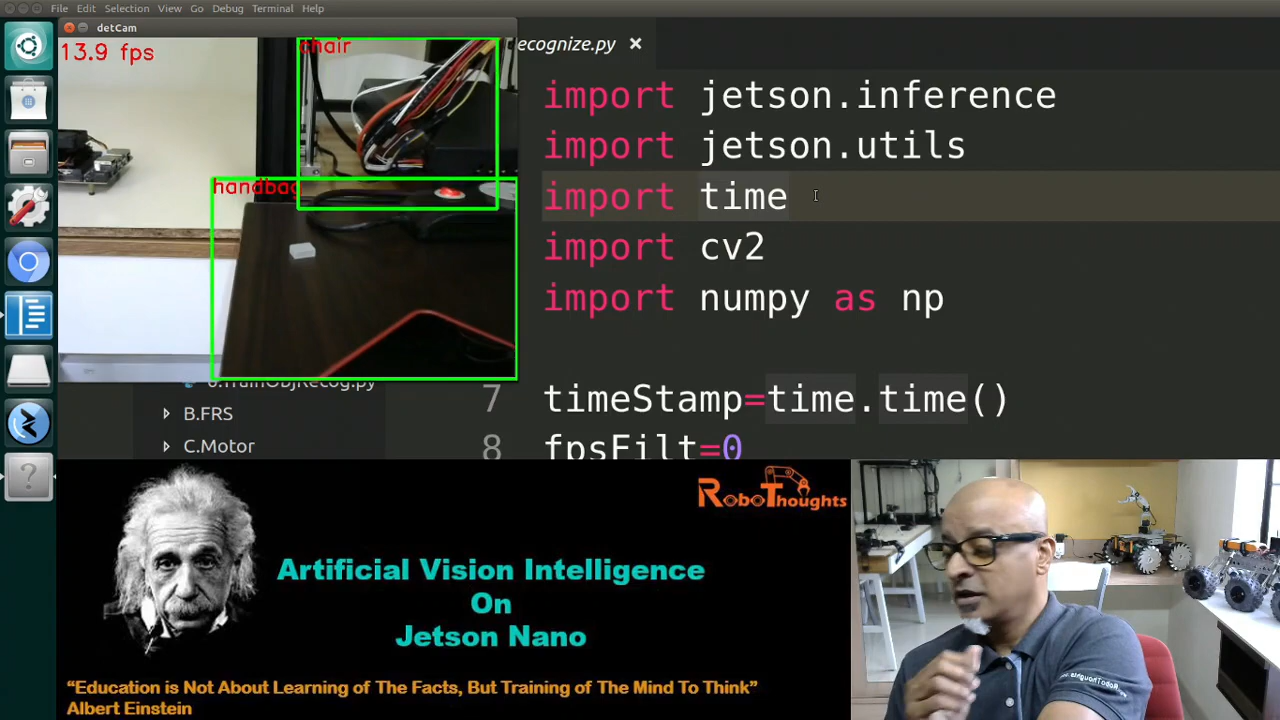 File Edit Selection View Go Debug Terminal Help
detCam
13.9 fps
chair
handbag
ecognize.py
import jetson.inference
import jetson.utils
import time
import cv2
import numpy as np
7 timeStamp=time.time()
8 fpsFilt=0
6.TrainObjRecog.py
B.FRS
C.Motor
RoboThoughts
Artificial Vision Intelligence
On
Jetson Nano
“Education is Not About Learning of The Facts, But Training of The Mind To Think”
Albert Einstein